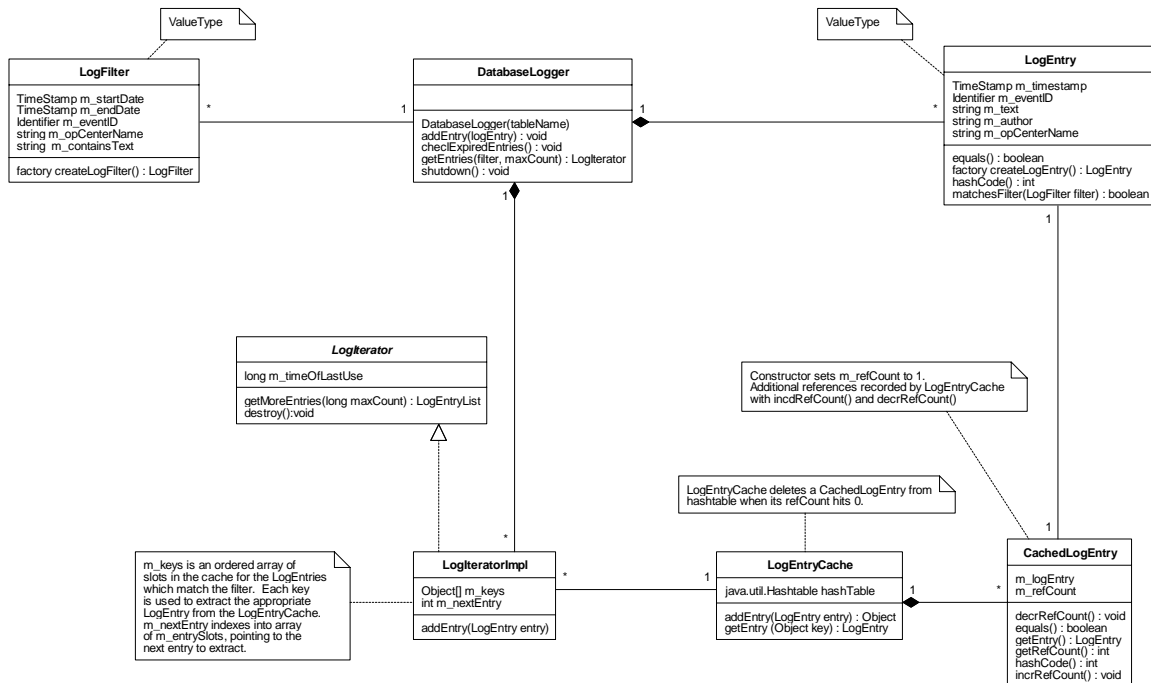 ValueType
ValueType
LogFilter
TimeStamp m_startDate
TimeStamp m_endDate
Identifier m_eventID
string m_opCenterName
string m_containsText
factory createLogFilter() : LogFilter
*
1
DatabaseLogger
DatabaseLogger(tableName)
addEntry(logEntry) : void
checlExpiredEntries() : void
getEntries(filter, maxCount) : LogIterator
shutdown() : void
1
*
1
LogEntry
TimeStamp m_timestamp
Identifier m_eventID
string m_text
string m_author
string m_opCenterName
equals() : boolean
factory createLogEntry() : LogEntry
hashCode() : int
matchesFilter(LogFilter filter) : boolean
1
LogIterator
long m_timeOfLastUse
getMoreEntries(long maxCount) : LogEntryList
destroy():void
Constructor sets m_refCount to 1.
Additional references recorded by LogEntryCache
with incdRefCount() and decrRefCount()
LogEntryCache deletes a CachedLogEntry from
hashtable when its refCount hits 0.
*
1
m_keys is an ordered array of
slots in the cache for the LogEntries
which match the filter. Each key
is used to extract the appropriate
LogEntry from the LogEntryCache.
m_nextEntry indexes into array
of m_entrySlots, pointing to the
next entry to extract.
LogIteratorImpl
Object[] m_keys
int m_nextEntry
addEntry(LogEntry entry)
*
1
LogEntryCache
java.util.Hashtable hashTable
addEntry(LogEntry entry) : Object
getEntry (Object key) : LogEntry
1
*
CachedLogEntry
m_logEntry
m_refCount
decrRefCount() : void
equals() : boolean
getEntry() : LogEntry
getRefCount() : int
hashCode() : int
incrRefCount() : void